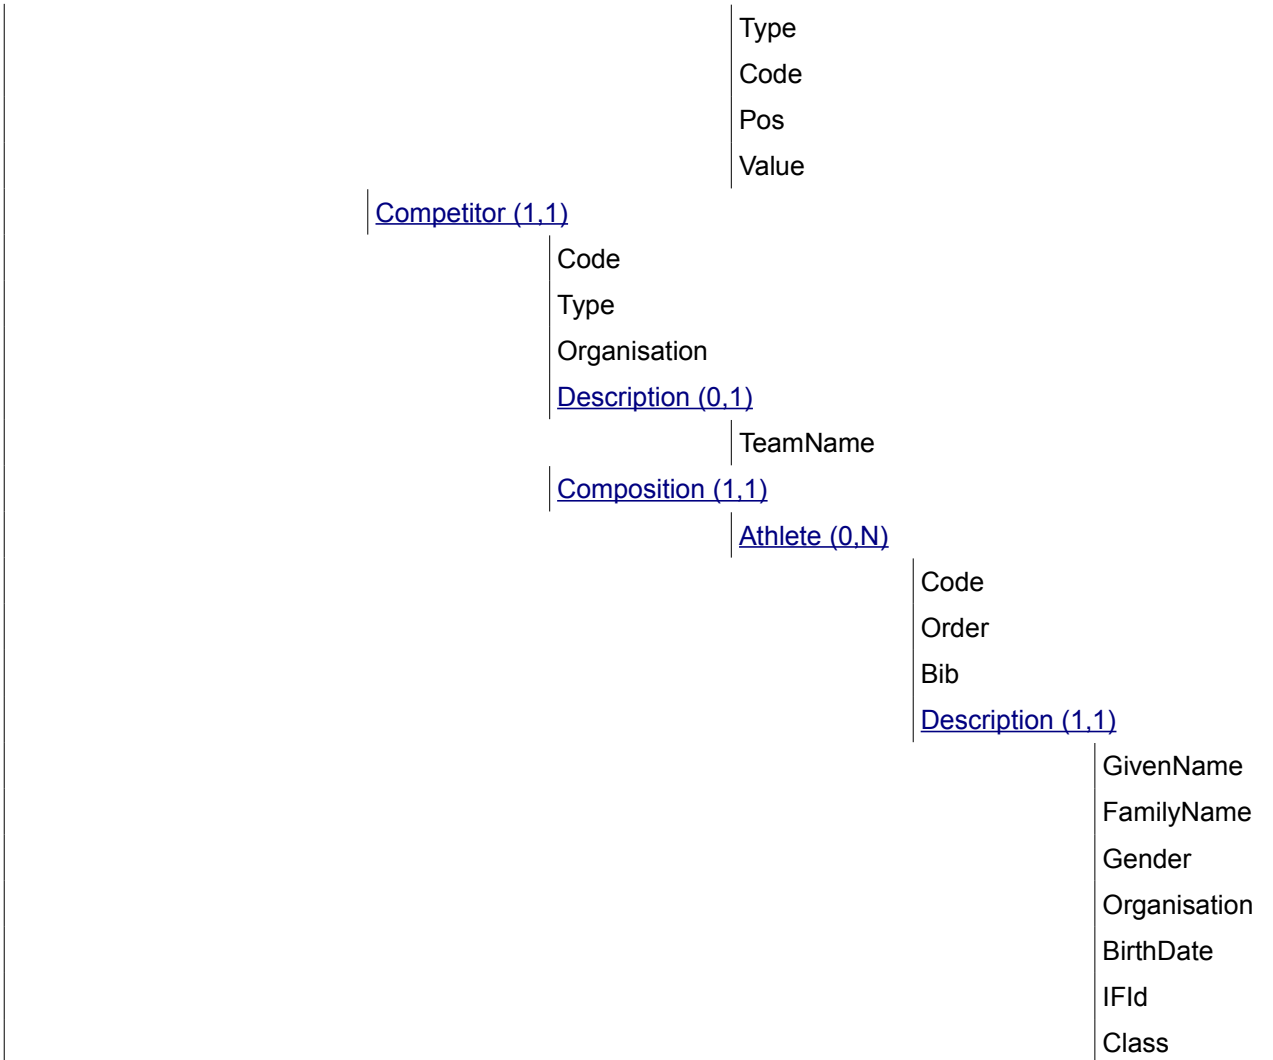 Type
Code
Pos
Value
Competitor (1,1)
Code
Type
Organisation
Description (0,1)
TeamName
Composition (1,1)
Athlete (0,N)
Code
Order
Bib
Description (1,1)
GivenName
FamilyName
Gender
Organisation
BirthDate
IFId
Class